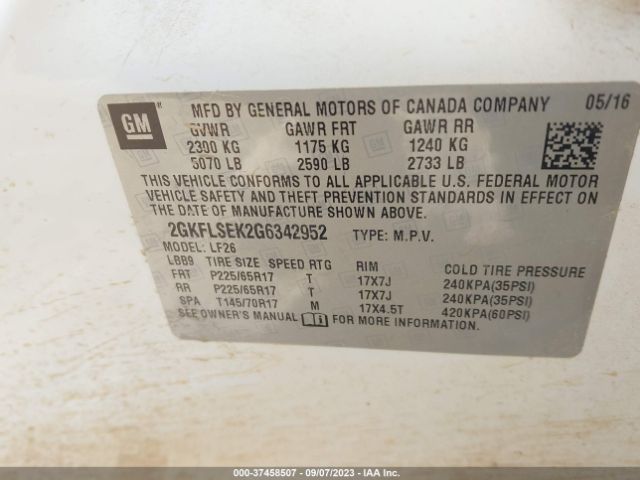 GM
MFD BY GENERAL MOTORS OF CANADA COMPANY 05/16
GVWR GAWR FRT GAWR RR
2300 KG 1175 KG 1240 KG
5070 LB 2590 LB 2733 LB
THIS VEHICLE CONFORMS TO ALL APPLICABLE U.S. FEDERAL MOTOR
VEHICLE SAFETY AND THEFT PREVENTION STANDARDS IN EFFECT ON
THE DATE OF MANUFACTURE SHOWN ABOVE.
2GKFLSEK2G6342952 TYPE: M.P.V.
MODEL: LF26
LBB9 TIRE SIZE SPEED RTG RIM COLD TIRE PRESSURE
FRT P225/65R17 T 17X7J 240KPA(35PSI)
RR P225/65R17 T 17X7J 240KPA(35PSI)
SPA T145/70R17 M 17X4.5T 420KPA(60PSI)
SEE OWNER'S MANUAL FOR MORE INFORMATION.
000-37458507 - 09/07/2023 - IAA Inc.